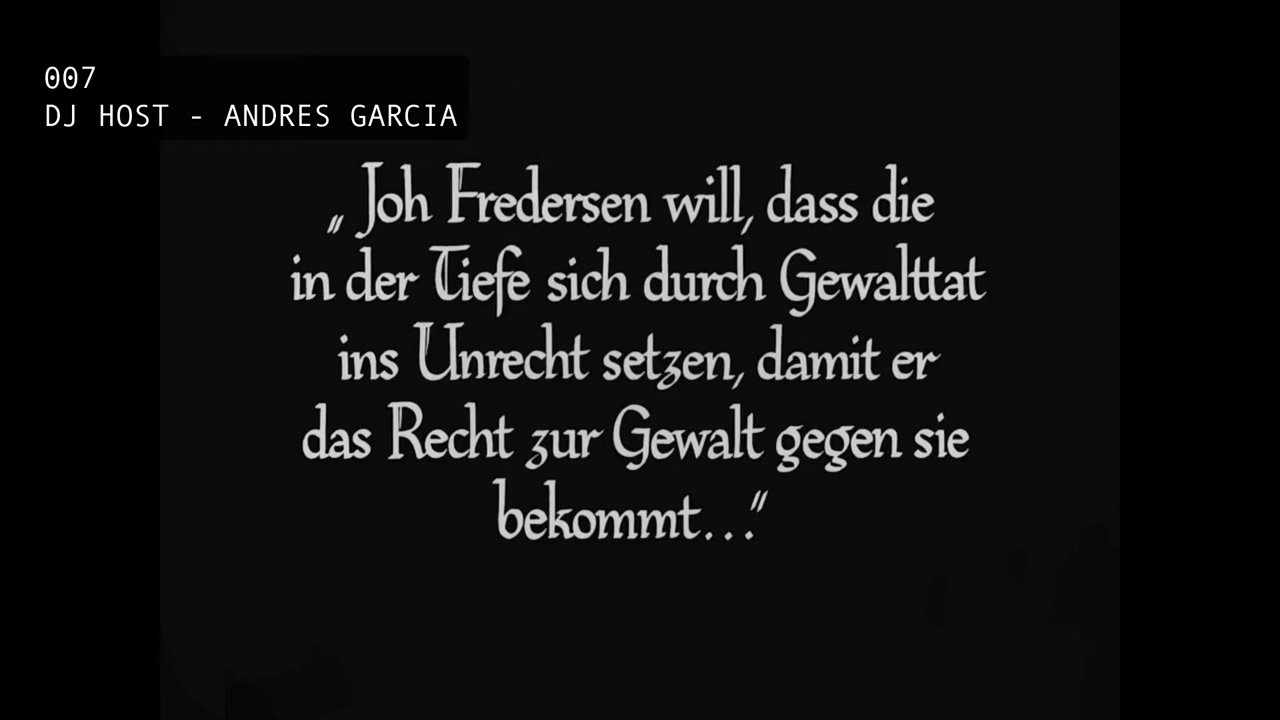 007
DJ HOST - ANDRES GARCIA
„Joh Fredersen will, dass die
in der Tiefe sich durch Gewalttat
ins Unrecht setzen, damit er
das Recht zur Gewalt gegen sie
bekommt...“